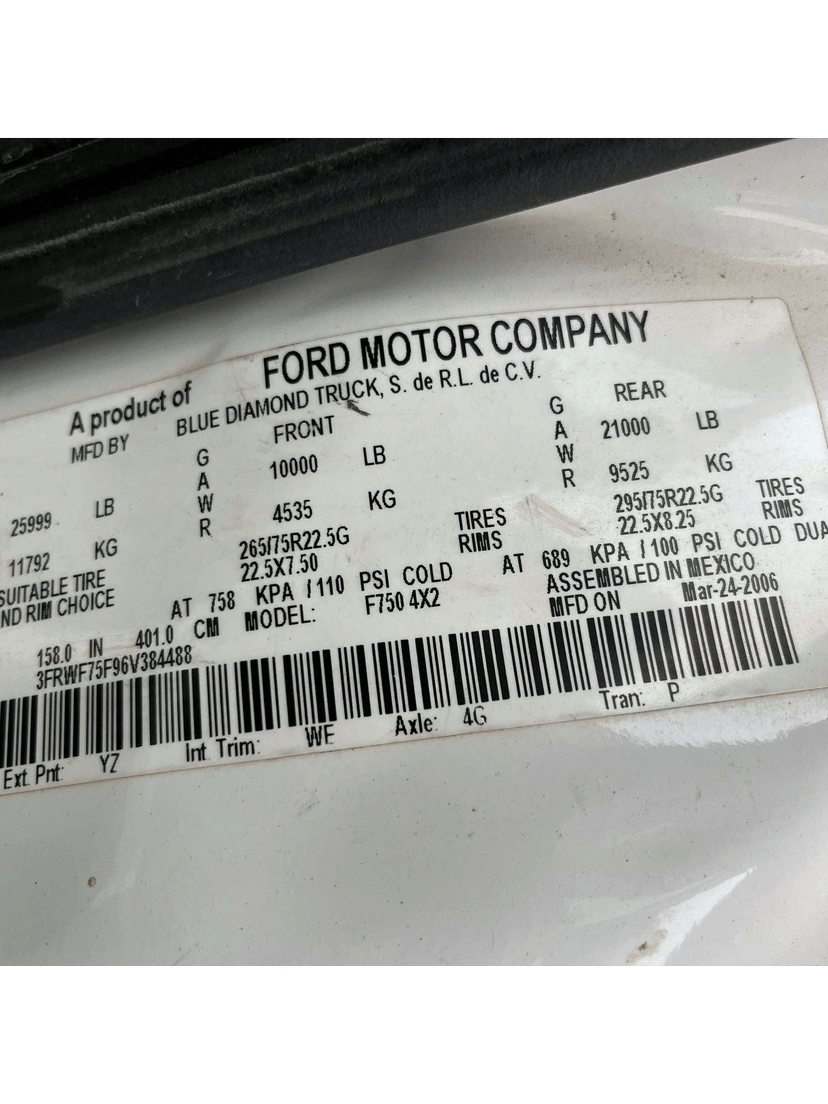 A product of FORD MOTOR COMPANY
MFD BY BLUE DIAMOND TRUCK, S. de R.L. de C.V.
G A W R FRONT G A W R REAR
25999 LB 10000 LB 21000 LB
11792 KG 4535 KG 9525 KG
SUITABLE TIRE 265/75R22.5G TIRES 295/75R22.5G TIRES
ND RIM CHOICE 22.5X7.50 RIMS 22.5X8.25 RIMS
AT 758 KPA / 110 PSI COLD AT 689 KPA / 100 PSI COLD DUA
158.0 IN 401.0 CM MODEL: F750 4X2 ASSEMBLED IN MEXICO
MFD ON Mar-24-2006
3FRWF75F96V384488
Ext. Pnt: YZ Int. Trim: WE Axle: 4G Tran: P